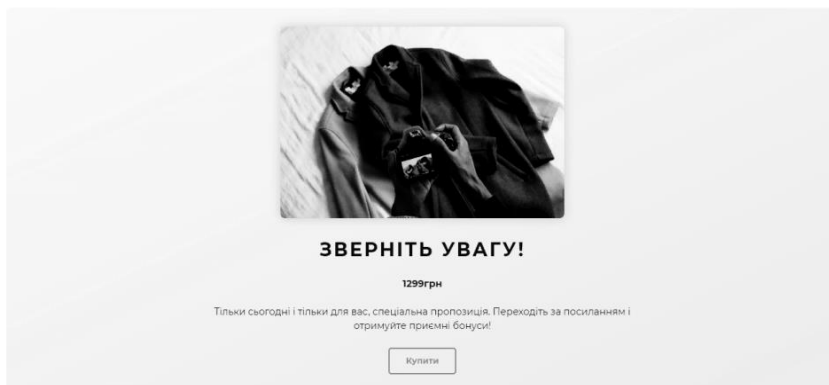 ЗВЕРНІТЬ УВАГУ!
1299грн
Тільки сьогодні і тільки для вас, спеціальна пропозиція. Переходіть за посиланням і
отримуйте приємні бонуси!
Купити